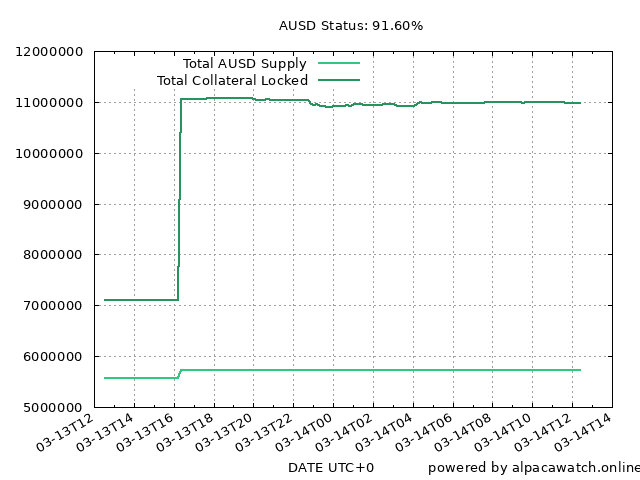 AUSD Status: 91.60%
12000000
Total AUSD Supply
Total Collateral Locked
11000000
10000000
9000000
8000000
7000000
6000000
5000000
03-13T12
03-13T14
03-13T16
03-13T18
03-13T20
03-13T22
03-14T00
03-14T02
03-14T04
03-14T06
03-14T08
03-14T10
03-14T12
03-14T14
DATE UTC+0
powered by alpacawatch.online